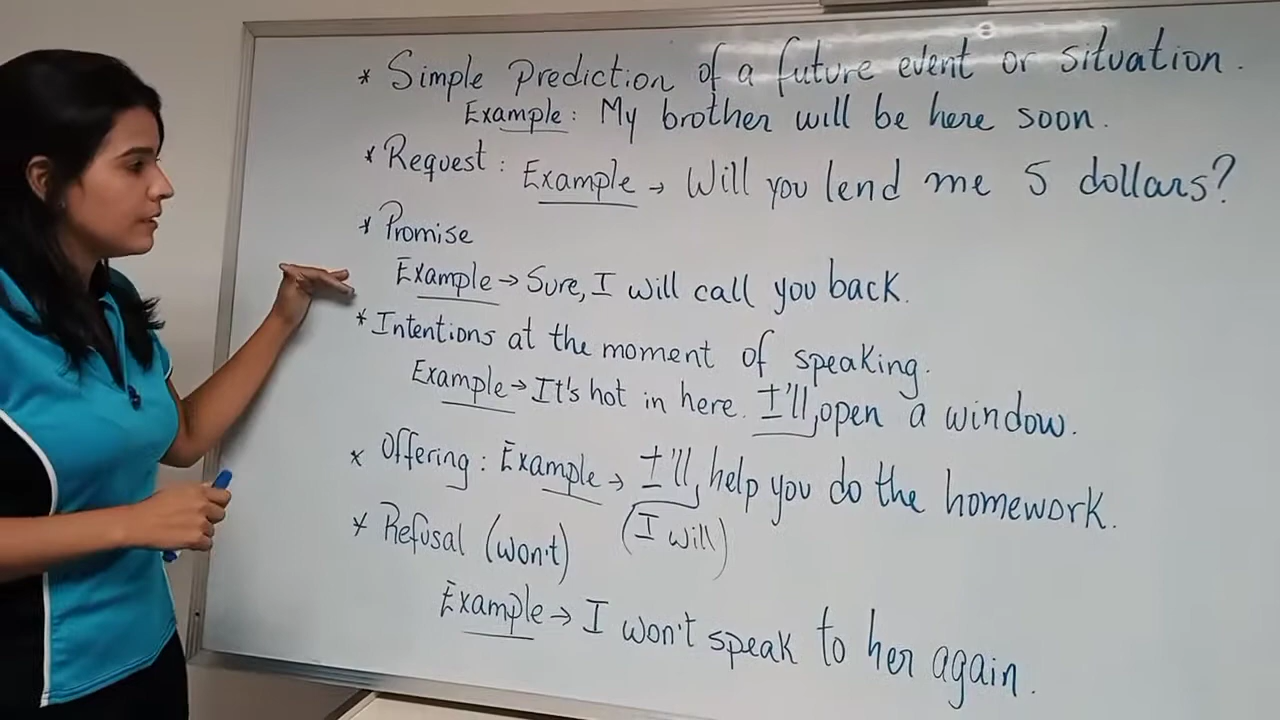 * Simple Prediction of a future event or situation.
Example: My brother will be here soon.
* Request: Example → Will you lend me 5 dollars?
* Promise
Example → Sure, I will call you back.
* Intentions at the moment of speaking.
Example → It's hot in here. I'll open a window.
* Offering: Example → I'll help you do the homework.
(I will)
* Refusal (won't)
Example → I won't speak to her again.